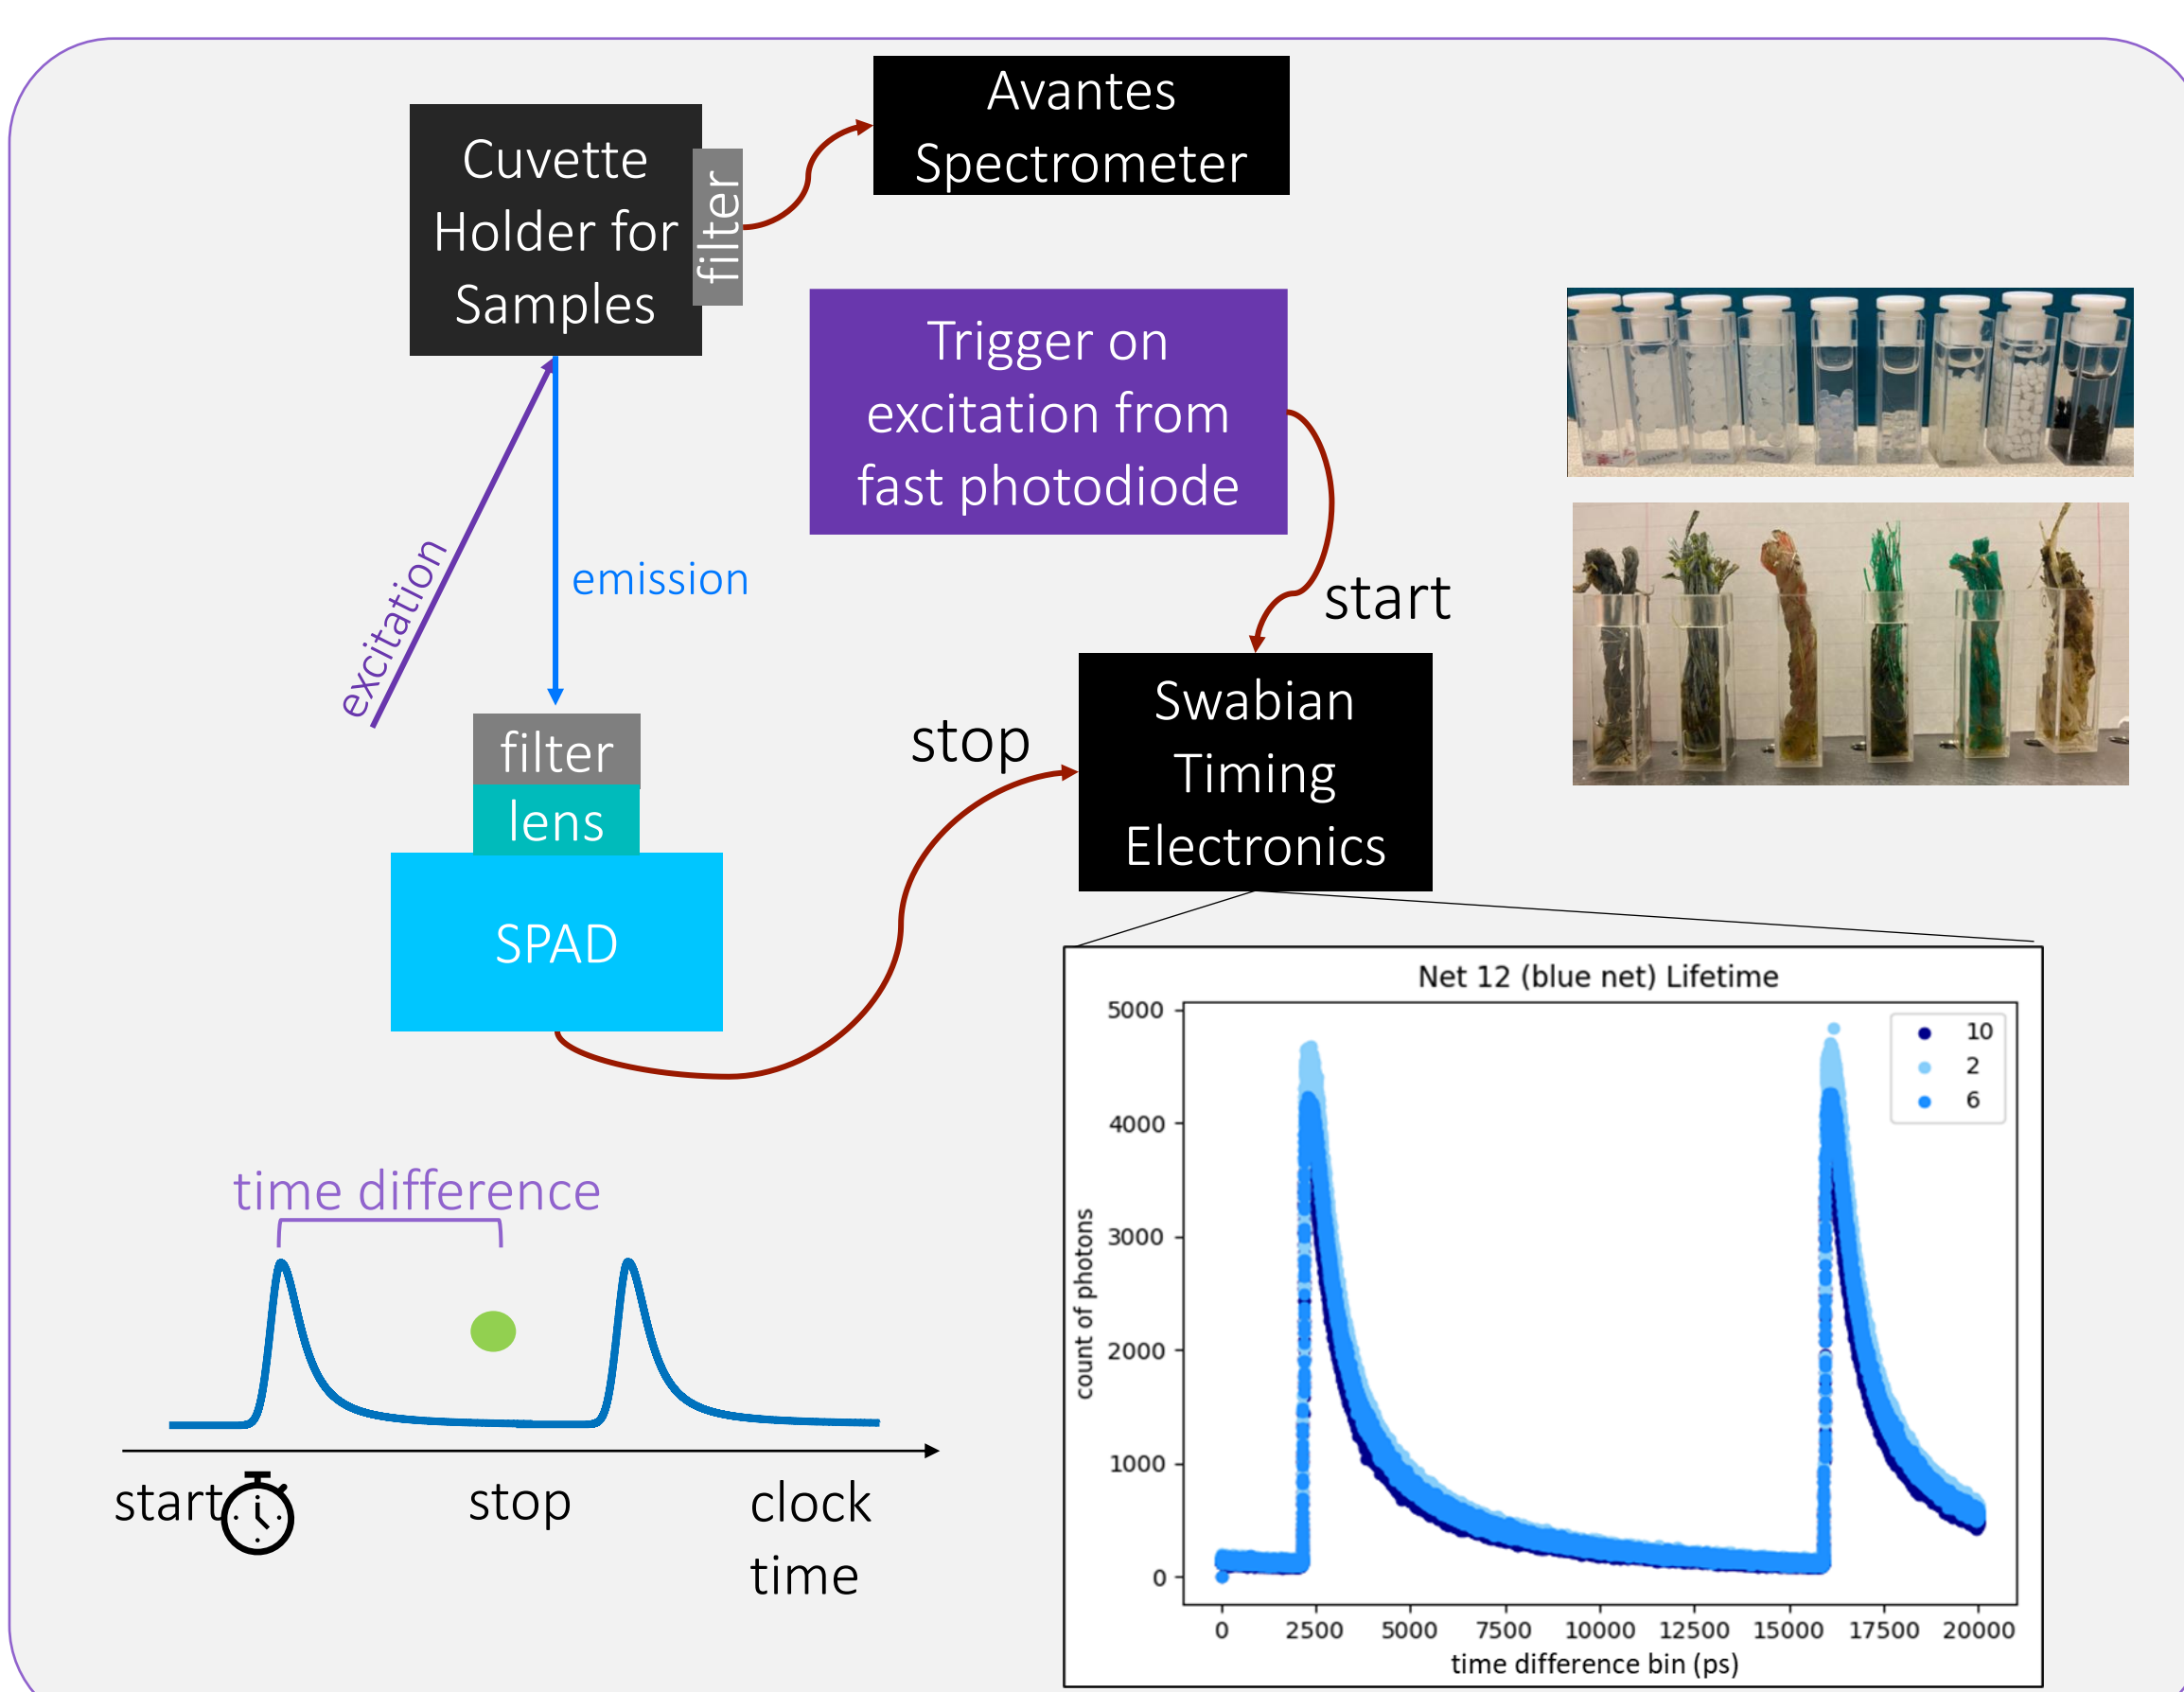 Avantes
Spectrometer
Cuvette
Holder for
Samples
filter
Trigger on
excitation from
fast photodiode
excitation
emission
start
stop
Swabian
Timing
Electronics
filter
lens
SPAD
time difference
start
stop
clock
time
Net 12 (blue net) Lifetime
10
2
6
count of photons
5000
4000
3000
2000
1000
0
0 2500 5000 7500 10000 12500 15000 17500 20000
time difference bin (ps)